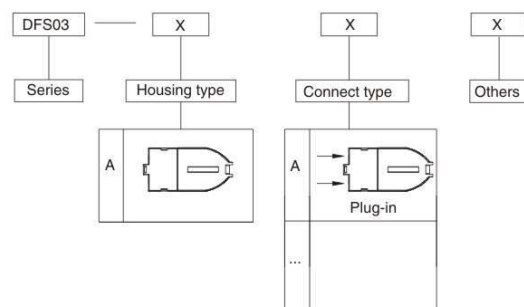 DFS03 — X X X
Series Housing type Connect type Others
A A
Plug-in
...